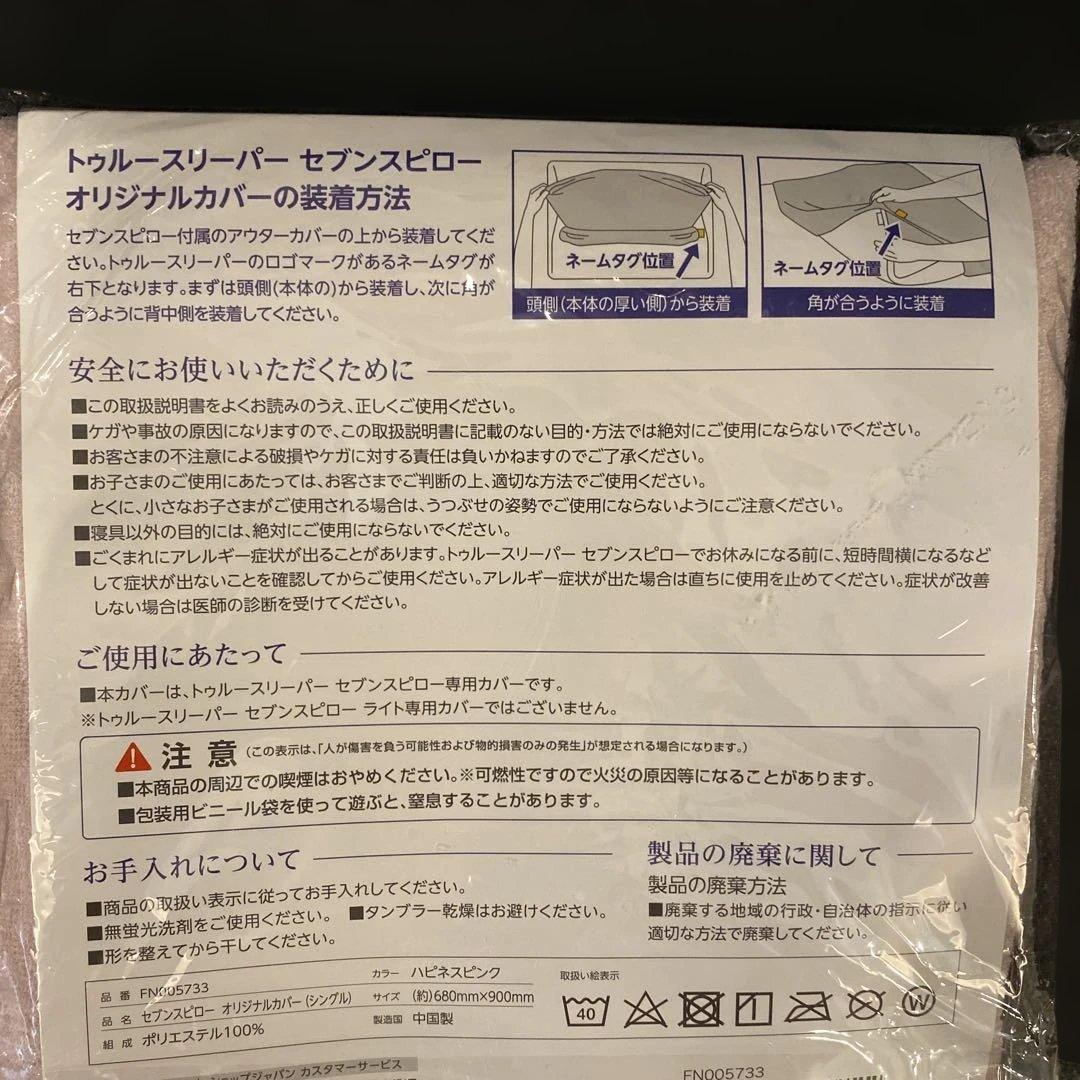 トゥルースリーパー セブンスピロー
オリジナルカバーの装着方法
セブンスピロー付属のアウターカバーの上から装着してくだ
さい。トゥルースリーパーのロゴマークがあるネームタグが
右下となります。まずは頭側(本体の)から装着し、次に角が
合うように背中側を装着してください。
ネームタグ位置
頭側(本体の厚い側)から装着
ネームタグ位置
角が合うように装着
安全にお使いいただくために
■この取扱説明書をよくお読みのうえ、正しくご使用ください。
■ケガや事故の原因になりますので、この取扱説明書に記載のない目的・方法では絶対にご使用にならないでください。
■お客さまの不注意による破損やケガに対する責任は負いかねますのでご了承ください。
■お子さまのご使用にあたっては、お客さまでご判断の上、適切な方法でご使用ください。
とくに、小さなお子さまがご使用される場合は、うつぶせの姿勢でご使用にならないようにご注意ください。
■寝具以外の目的には、絶対にご使用にならないでください。
■ごくまれにアレルギー症状が出ることがあります。トゥルースリーパー セブンスピローでお休みになる前に、短時間横になるなど
して症状が出ないことを確認してからご使用ください。アレルギー症状が出た場合は直ちに使用を止めてください。症状が改善
しない場合は医師の診断を受けてください。
ご使用にあたって
■本カバーは、トゥルースリーパー セブンスピロー専用カバーです。
※トゥルースリーパー セブンスピロー ライト専用カバーではございません。
注意 (この表示は、「人が傷害を負う可能性および物的損害のみの発生」が想定される場合になります。)
■本商品の周辺での喫煙はおやめください。※可燃性ですので火災の原因等になることがあります。
■包装用ビニール袋を使って遊ぶと、窒息することがあります。
お手入れについて
■商品の取扱い表示に従ってお手入れしてください。
■無蛍光洗剤をご使用ください。 ■タンブラー乾燥はお避けください。
■形を整えてから干してください。
製品の廃棄に関して
製品の廃棄方法
■廃棄する地域の行政・自治体の指示に従い
適切な方法で廃棄してください。
品番 FN005733
カラー ハピネスピンク
品名 セブンスピロー オリジナルカバー(シングル)
サイズ (約)680mm×900mm
組成 ポリエステル100%
製造国 中国製
取扱い絵表示
40
W
ショップジャパン カスタマーサービス
FN005733